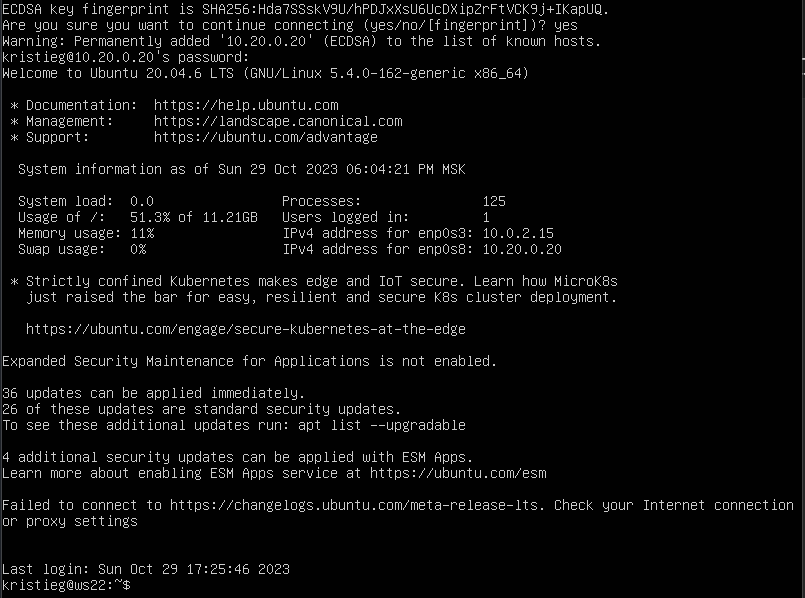 ECDSA key fingerprint is SHA256:Hda7SSskV9U/hPDJxXsU6UcDXipZrFtVCK9j+IKapUQ.
Are you sure you want to continue connecting (yes/no/[fingerprint])? yes
Warning: Permanently added '10.20.0.20' (ECDSA) to the list of known hosts.
kristieg@10.20.0.20's password:
Welcome to Ubuntu 20.04.6 LTS (GNU/Linux 5.4.0-162-generic x86_64)
 * Documentation:  https://help.ubuntu.com
 * Management:     https://landscape.canonical.com
 * Support:        https://ubuntu.com/advantage
  System information as of Sun 29 Oct 2023 06:04:21 PM MSK
  System load:  0.0                Processes:               125
  Usage of /:   51.3% of 11.21GB   Users logged in:         1
  Memory usage: 11%                IPv4 address for enp0s3: 10.0.2.15
  Swap usage:   0%                 IPv4 address for enp0s8: 10.20.0.20
 * Strictly confined Kubernetes makes edge and IoT secure. Learn how MicroK8s
   just raised the bar for easy, resilient and secure K8s cluster deployment.
   https://ubuntu.com/engage/secure-kubernetes-at-the-edge
Expanded Security Maintenance for Applications is not enabled.
36 updates can be applied immediately.
26 of these updates are standard security updates.
To see these additional updates run: apt list --upgradable
4 additional security updates can be applied with ESM Apps.
Learn more about enabling ESM Apps service at https://ubuntu.com/esm
Failed to connect to https://changelogs.ubuntu.com/meta-release-lts. Check your Internet connection
or proxy settings
Last login: Sun Oct 29 17:25:46 2023
kristieg@ws22:~$